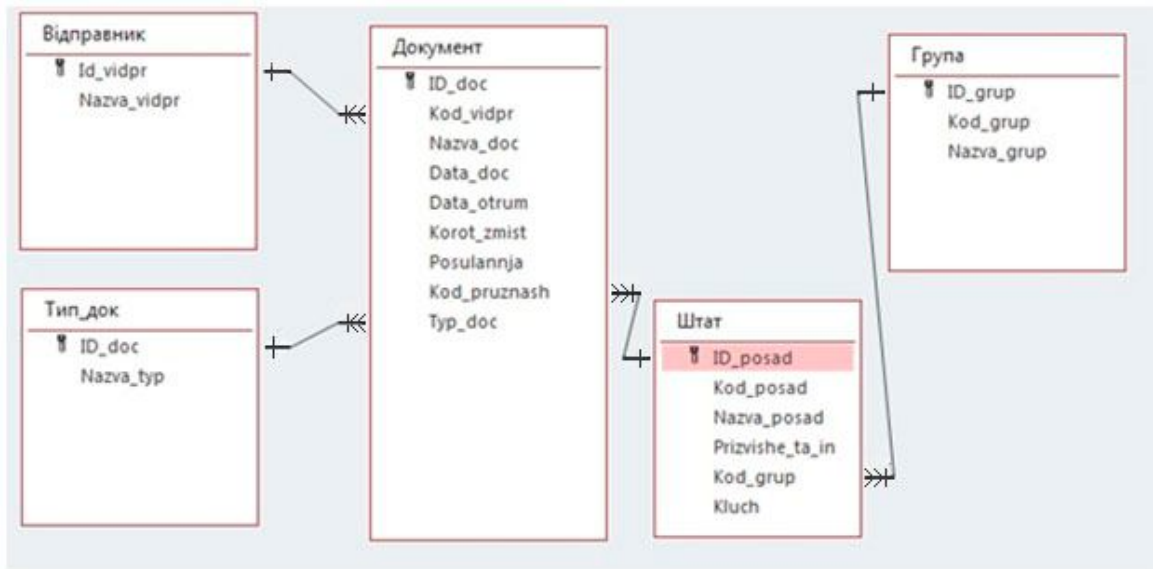 Відправник
Id_vidpr
Nazva_vidpr
Тип_док
ID_doc
Nazva_typ
Документ
ID_doc
Kod_vidpr
Nazva_doc
Data_doc
Data_otrum
Korot_zmist
Posulannja
Kod_pruznash
Typ_doc
Штат
ID_posad
Kod_posad
Nazva_posad
Prizvishe_ta_in
Kod_grup
Kluch
Група
ID_grup
Kod_grup
Nazva_grup